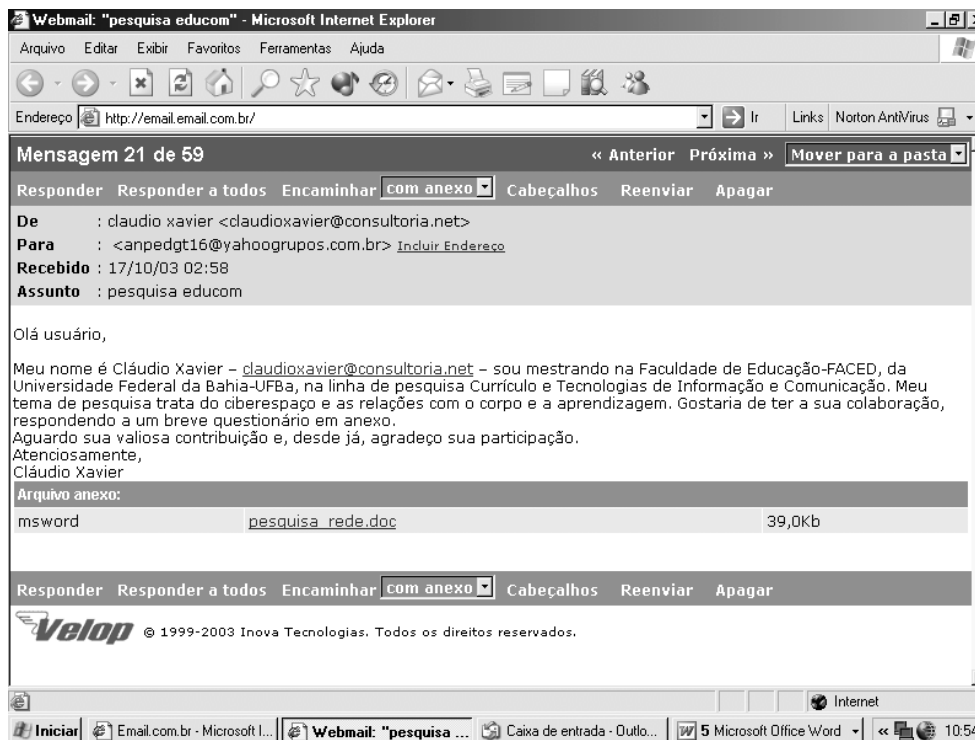 Webmail: "pesquisa educom" - Microsoft Internet Explorer
Arquivo Editar Exibir Favoritos Ferramentas Ajuda
Endereço http://email.email.com.br/ Ir Links Norton AntiVirus
Mensagem 21 de 59 « Anterior Próxima » Mover para a pasta
Responder Responder a todos Encaminhar com anexo Cabeçalhos Reenviar Apagar
De : claudio xavier <claudioxavier@consultoria.net>
Para : <anpedgt16@yahoogrupos.com.br> Incluir Endereço
Recebido : 17/10/03 02:58
Assunto : pesquisa educom
Olá usuário,
Meu nome é Cláudio Xavier – claudioxavier@consultoria.net – sou mestrando na Faculdade de Educação-FACED, da
Universidade Federal da Bahia-UFBa, na linha de pesquisa Currículo e Tecnologias de Informação e Comunicação. Meu
tema de pesquisa trata do ciberespaço e as relações com o corpo e a aprendizagem. Gostaria de ter a sua colaboração,
respondendo a um breve questionário em anexo.
Aguardo sua valiosa contribuição e, desde já, agradeço sua participação.
Atenciosamente,
Cláudio Xavier
Arquivo anexo:
msword pesquisa_rede.doc 39,0Kb
Responder Responder a todos Encaminhar com anexo Cabeçalhos Reenviar Apagar
Velop © 1999-2003 Inova Tecnologias. Todos os direitos reservados.
Internet
Iniciar Email.com.br - Microsoft I... Webmail: "pesquisa ... Caixa de entrada - Outlo... 5 Microsoft Office Word « 10:54